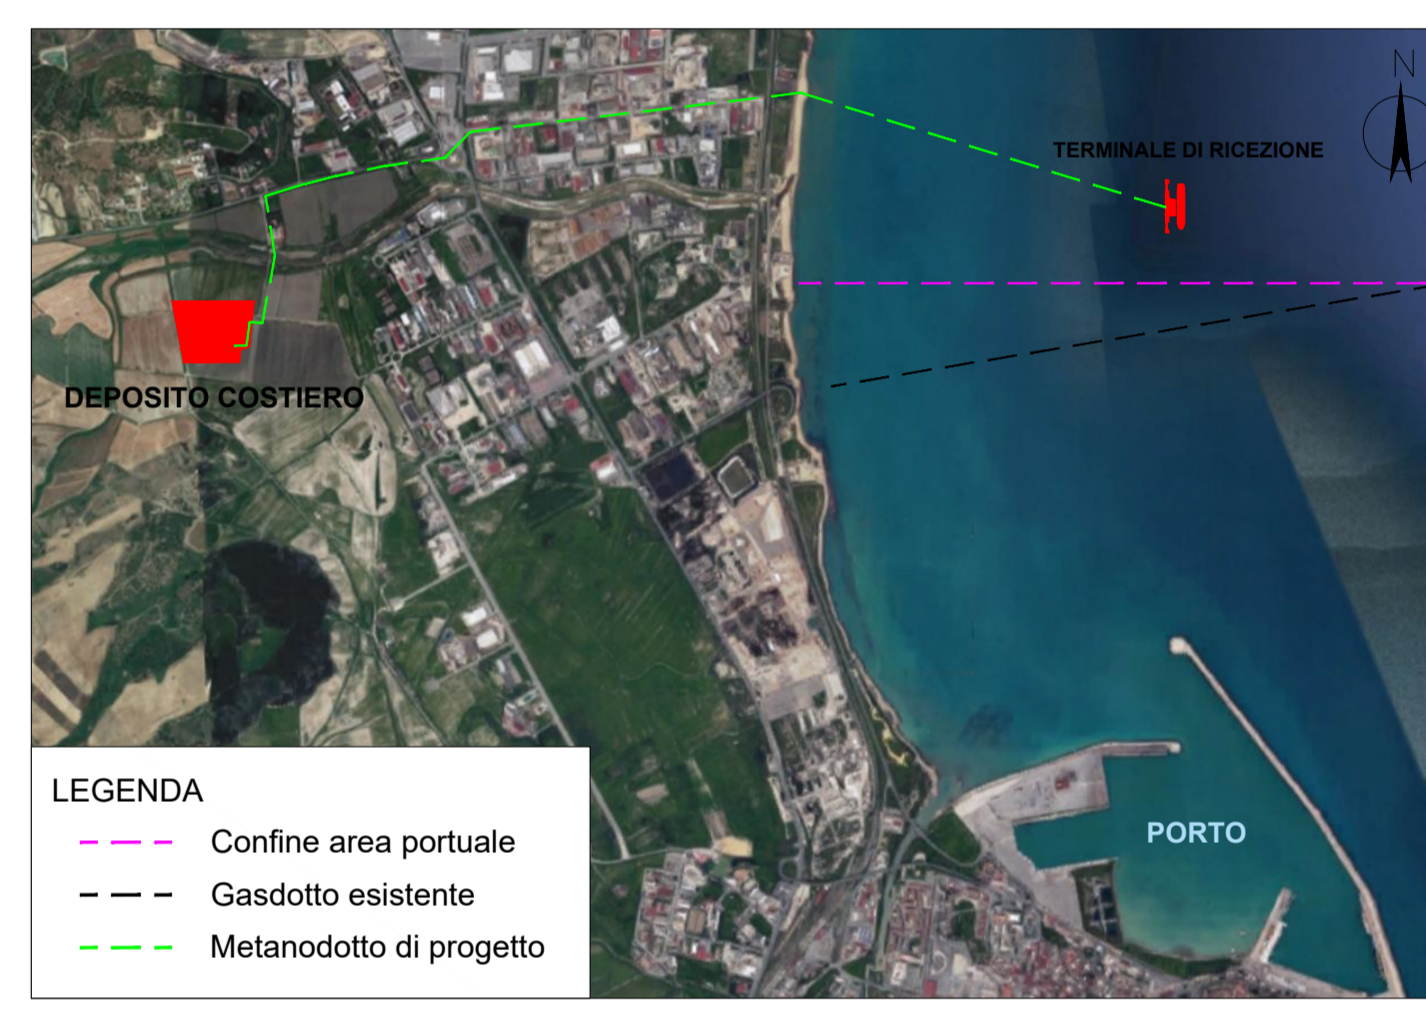 N
TERMINALE DI RICEZIONE
DEPOSITO COSTIERO
LEGENDA
Confine area portuale
Gasdotto esistente
Metanodotto di progetto
PORTO